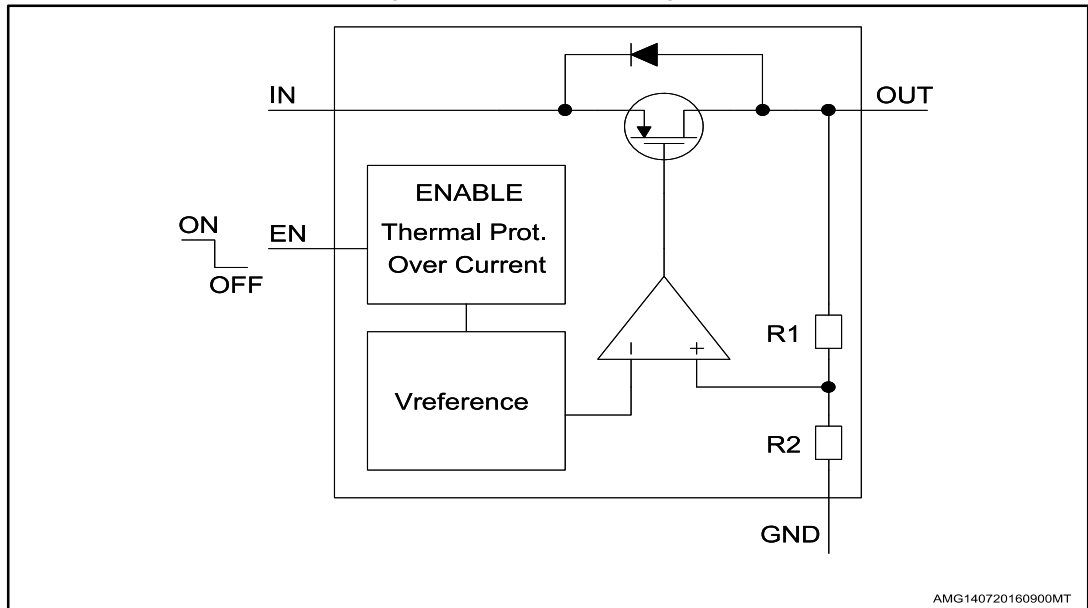 IN
OUT
ENABLE
Thermal Prot.
Over Current
ON
OFF
EN
Vreference
R1
R2
GND
AMG140720160900MT